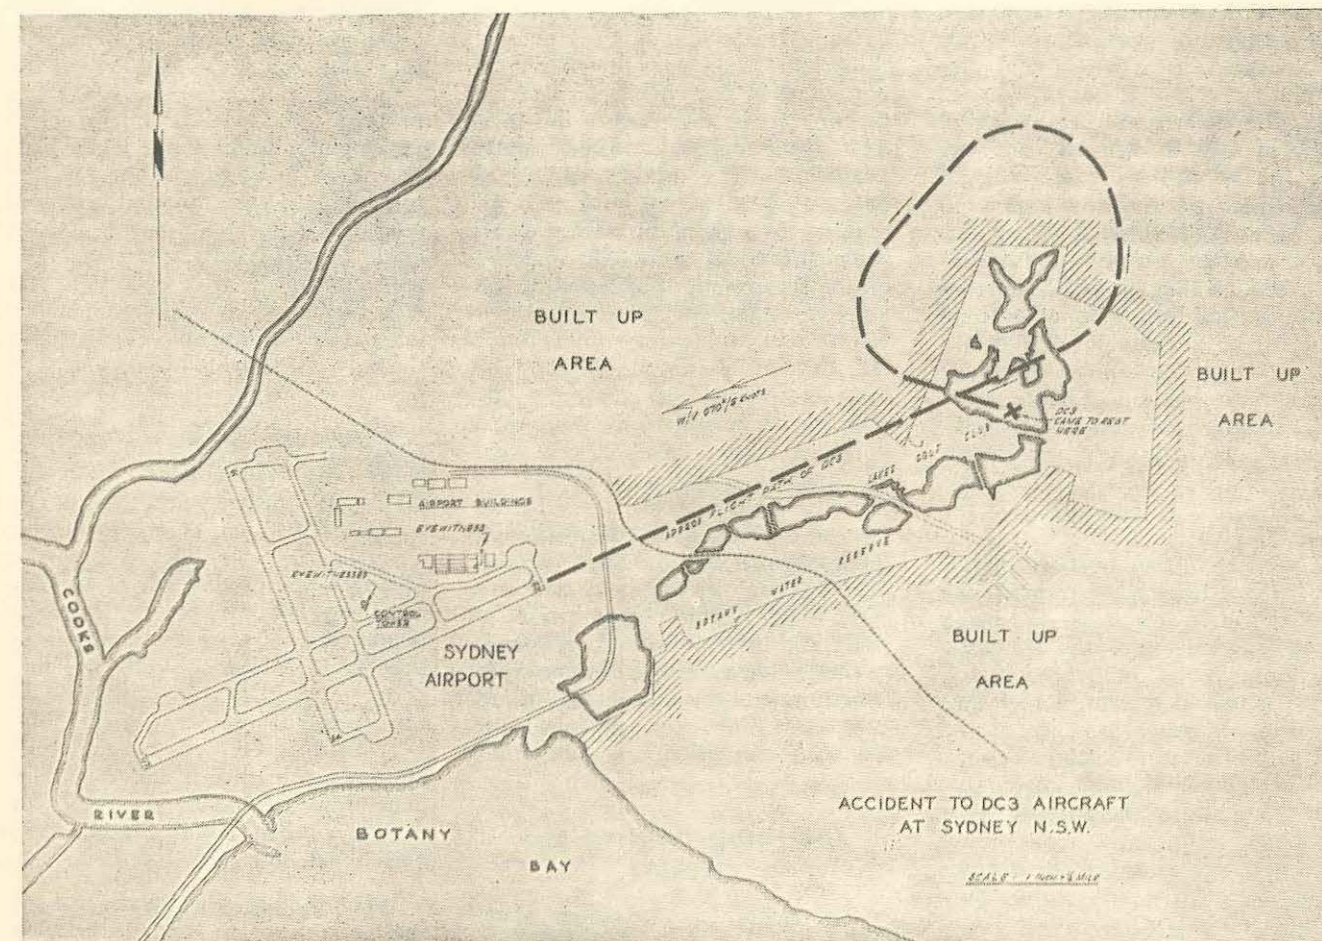 BUILT UP
AREA
BUILT UP
AREA
DC3
CAME TO REST
HERE
LAKES GOLF CLUB
APPROX FLIGHT PATH OF DC3
AIRPORT BUILDINGS
EYEWITNESS
EYEWITNESSES
CONTROL
TOWER
BOTANY WATER RESERVE
SYDNEY
AIRPORT
BUILT UP
AREA
COOKS
RIVER
BOTANY
BAY
ACCIDENT TO DC3 AIRCRAFT
AT SYDNEY N.S.W.